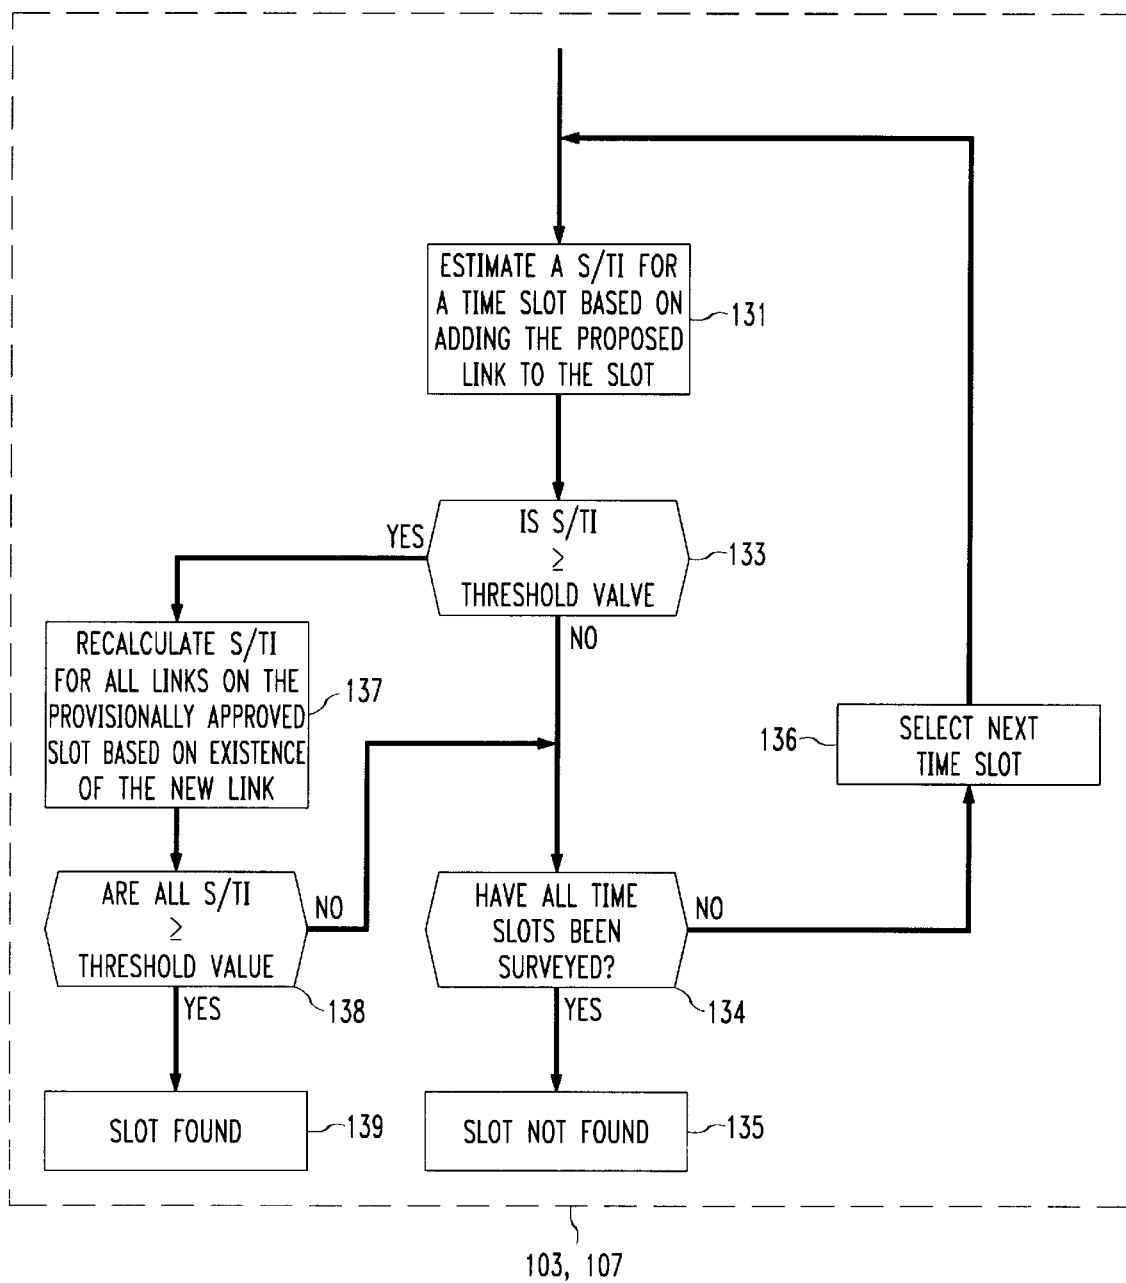 ESTIMATE A S/TI FOR
A TIME SLOT BASED ON
ADDING THE PROPOSED
LINK TO THE SLOT
131
IS S/TI
≥
THRESHOLD VALVE
133
YES
NO
RECALCULATE S/TI
FOR ALL LINKS ON THE
PROVISIONALLY APPROVED
SLOT BASED ON EXISTENCE
OF THE NEW LINK
137
SELECT NEXT
TIME SLOT
136
ARE ALL S/TI
≥
THRESHOLD VALUE
138
NO
YES
HAVE ALL TIME
SLOTS BEEN
SURVEYED?
134
NO
YES
SLOT FOUND
139
SLOT NOT FOUND
135
103, 107